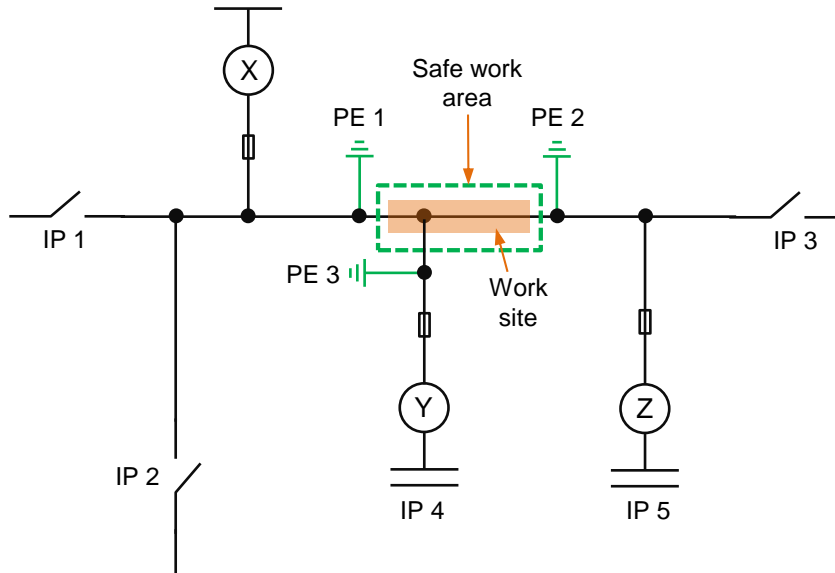 X
Safe work
area
PE 1
PE 2
IP 1
IP 3
PE 3
Work
site
Y
Z
IP 2
IP 4
IP 5